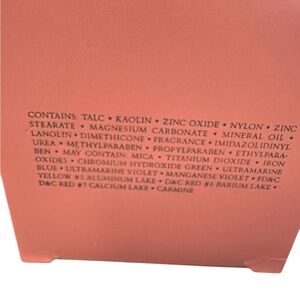 CONTAINS: TALC • KAOLIN • ZINC OXIDE • NYLON • ZINC
STEARATE • MAGNESIUM CARBONATE • MINERAL OIL •
LANOLIN • DIMETHICONE • FRAGRANCE • IMIDAZOLIDINYL
UREA • METHYLPARABEN • PROPYLPARABEN • ETHYLPARA-
BEN • MAY CONTAIN: MICA • TITANIUM DIOXIDE • IRON
OXIDES • CHROMIUM HYDROXIDE GREEN • ULTRAMARINE
BLUE • ULTRAMARINE VIOLET • MANGANESE VIOLET • FD&C
YELLOW #5 ALUMINUM LAKE • D&C RED #6 BARIUM LAKE •
D&C RED #7 CALCIUM LAKE • CARMINE